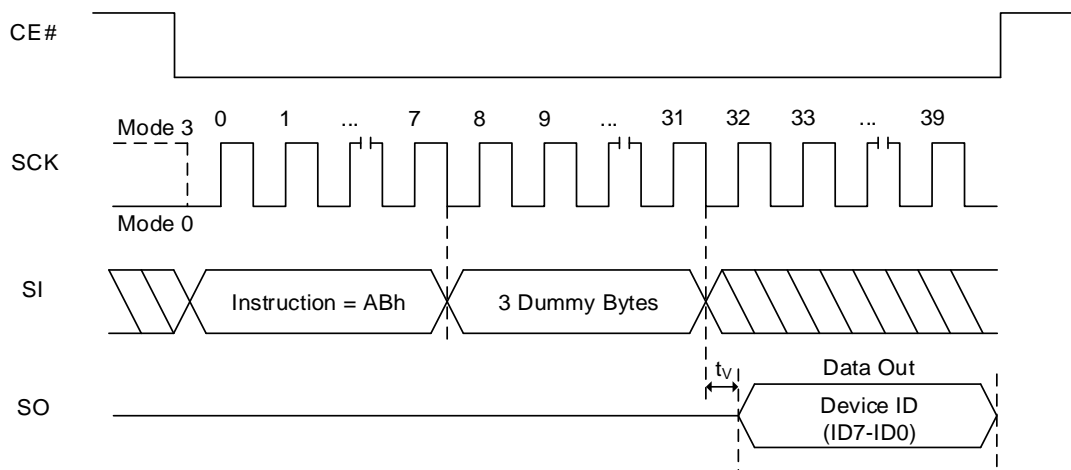 CE#
0 1 ... 7 8 9 ... 31 32 33 ... 39
Mode 3
SCK
Mode 0
SI
Instruction = ABh
3 Dummy Bytes
tV
Data Out
SO
Device ID
(ID7-ID0)